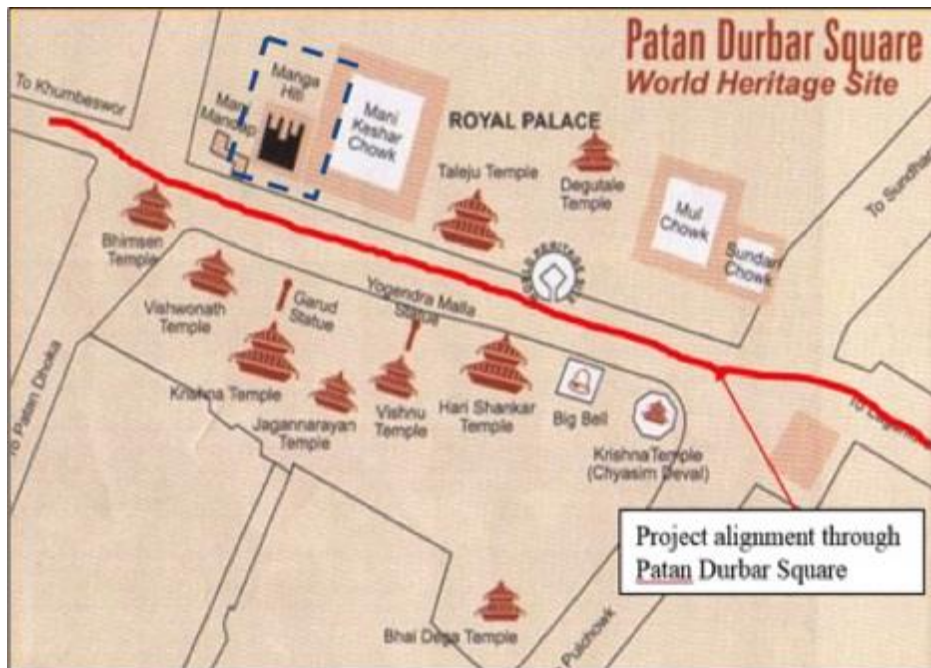 Patan Durbar Square
World Heritage Site
To Khumbeswor
Manga
Hiti
Mani
Mandap
Mani
Keshar
Chowk
ROYAL PALACE
Taleju Temple
Degutale
Temple
Mul
Chowk
Sundari
Chowk
Bhimsen
Temple
Vishwonath
Temple
Garud
Statue
Yogendra Malla
Statue
Krishna Temple
Jagannarayan
Temple
Vishnu
Temple
Hari Shankar
Temple
Big Bell
Krishna Temple
(Chyasim Deval)
To Patan Dhoka
Project alignment through
Patan Durbar Square
Bhai Dega Temple
Pulchowk